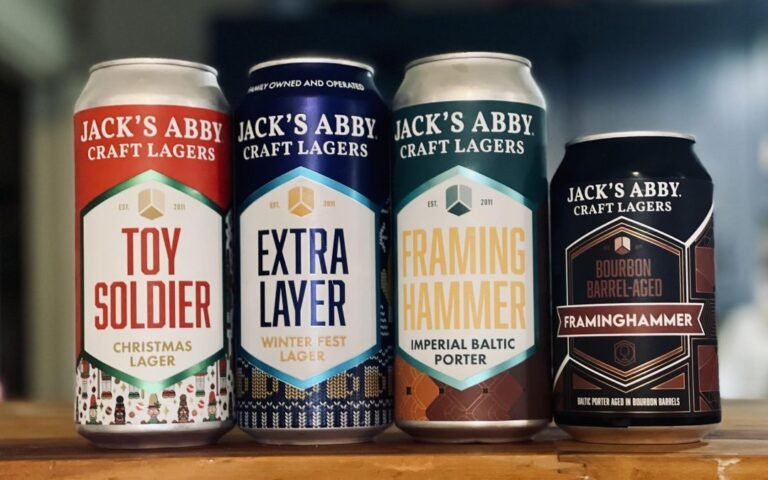 JACK'S ABBY
CRAFT LAGERS
EST. 2011
TOY
SOLDIER
CHRISTMAS
LAGER
FAMILY OWNED AND OPERATED
JACK'S ABBY
CRAFT LAGERS
EST. 2011
EXTRA
LAYER
WINTER FEST
LAGER
JACK'S ABBY
CRAFT LAGERS
EST. 2011
FRAMING
HAMMER
IMPERIAL BALTIC
PORTER
JACK'S ABBY
CRAFT LAGERS
BOURBON
BARREL-AGED
FRAMINGHAMMER
BALTIC PORTER AGED IN BOURBON BARRELS